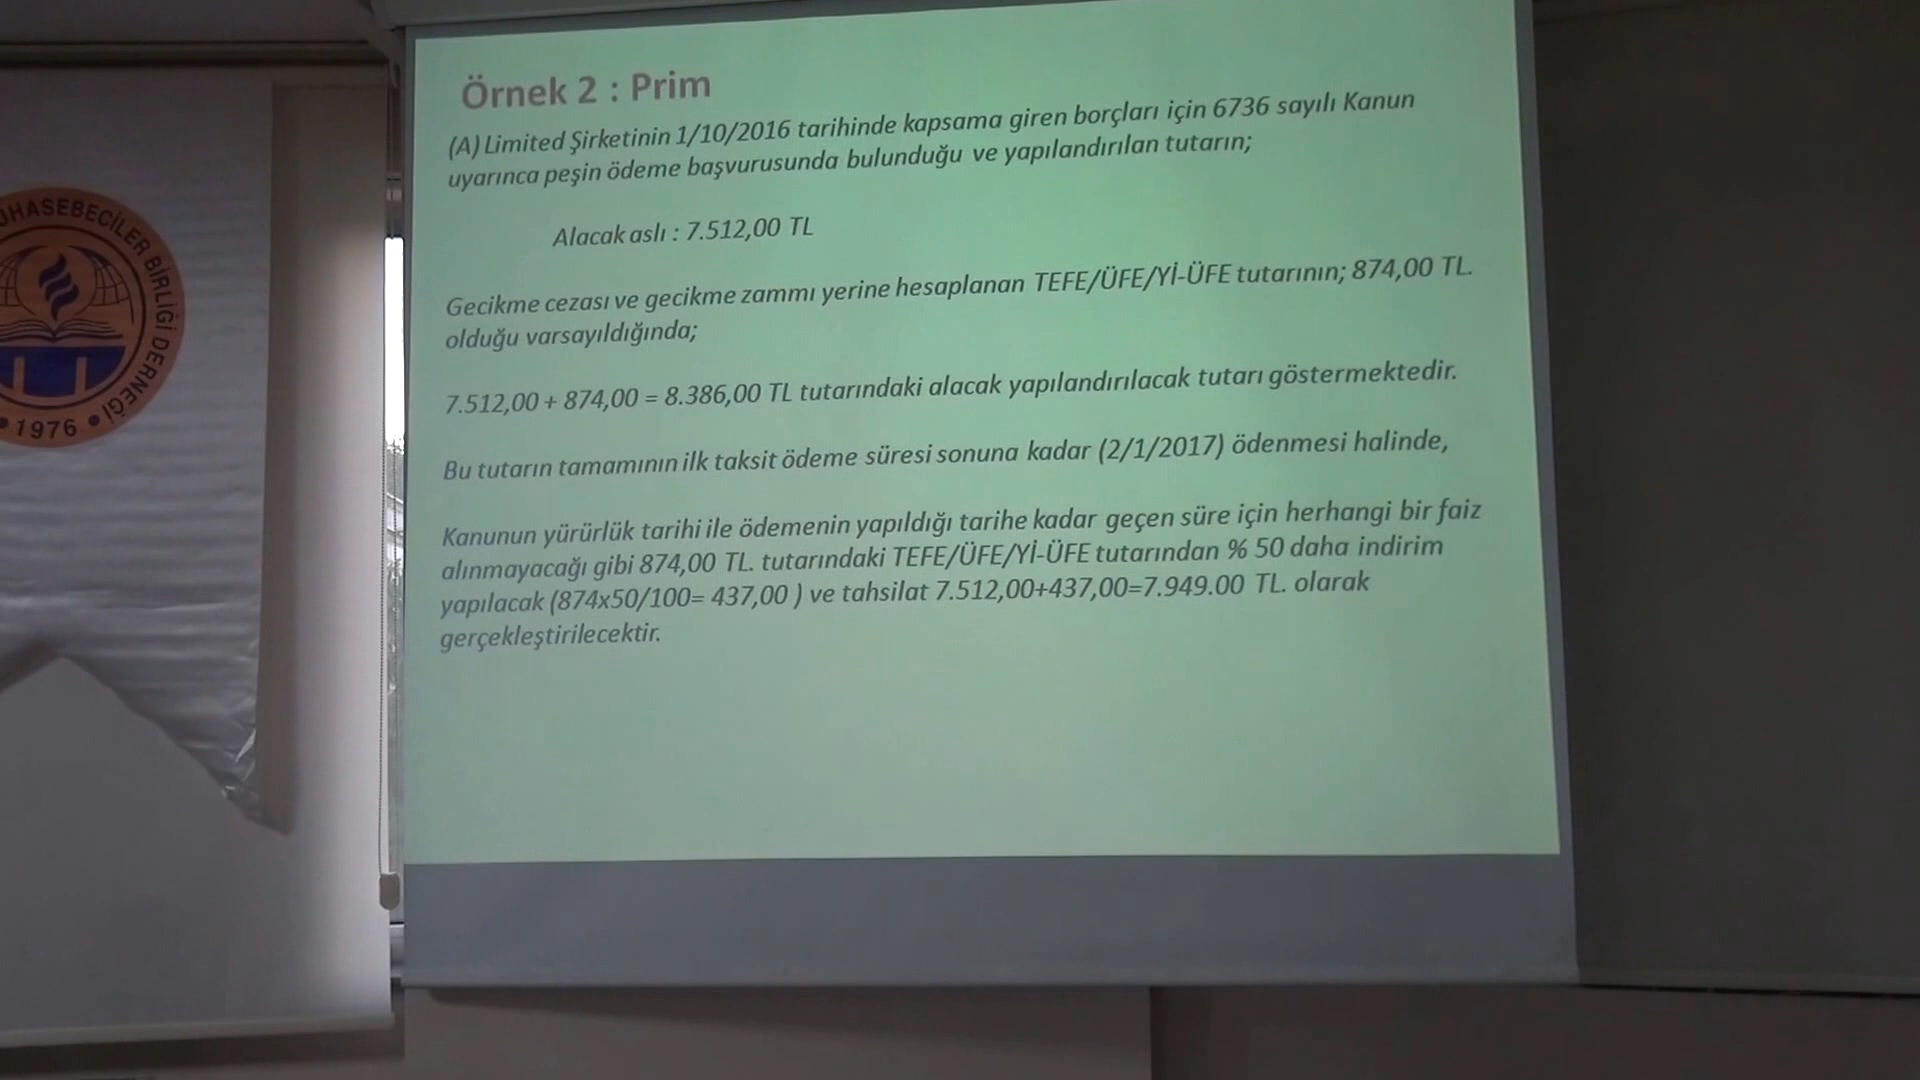 Örnek 2 : Prim
(A) Limited Şirketinin 1/10/2016 tarihinde kapsama giren borçları için 6736 sayılı Kanun
uyarınca peşin ödeme başvurusunda bulunduğu ve yapılandırılan tutarın;
Alacak aslı : 7.512,00 TL
Gecikme cezası ve gecikme zammı yerine hesaplanan TEFE/ÜFE/Yİ-ÜFE tutarının; 874,00 TL.
olduğu varsayıldığında;
7.512,00 + 874,00 = 8.386,00 TL tutarındaki alacak yapılandırılacak tutarı göstermektedir.
Bu tutarın tamamının ilk taksit ödeme süresi sonuna kadar (2/1/2017) ödenmesi halinde,
Kanunun yürürlük tarihi ile ödemenin yapıldığı tarihe kadar geçen süre için herhangi bir faiz
alınmayacağı gibi 874,00 TL. tutarındaki TEFE/ÜFE/Yİ-ÜFE tutarından % 50 daha indirim
yapılacak (874x50/100= 437,00 ) ve tahsilat 7.512,00+437,00=7.949.00 TL. olarak
gerçekleştirilecektir.
UHASEBECİLER BİRLİĞİ DERNEĞİ
• 1976 •